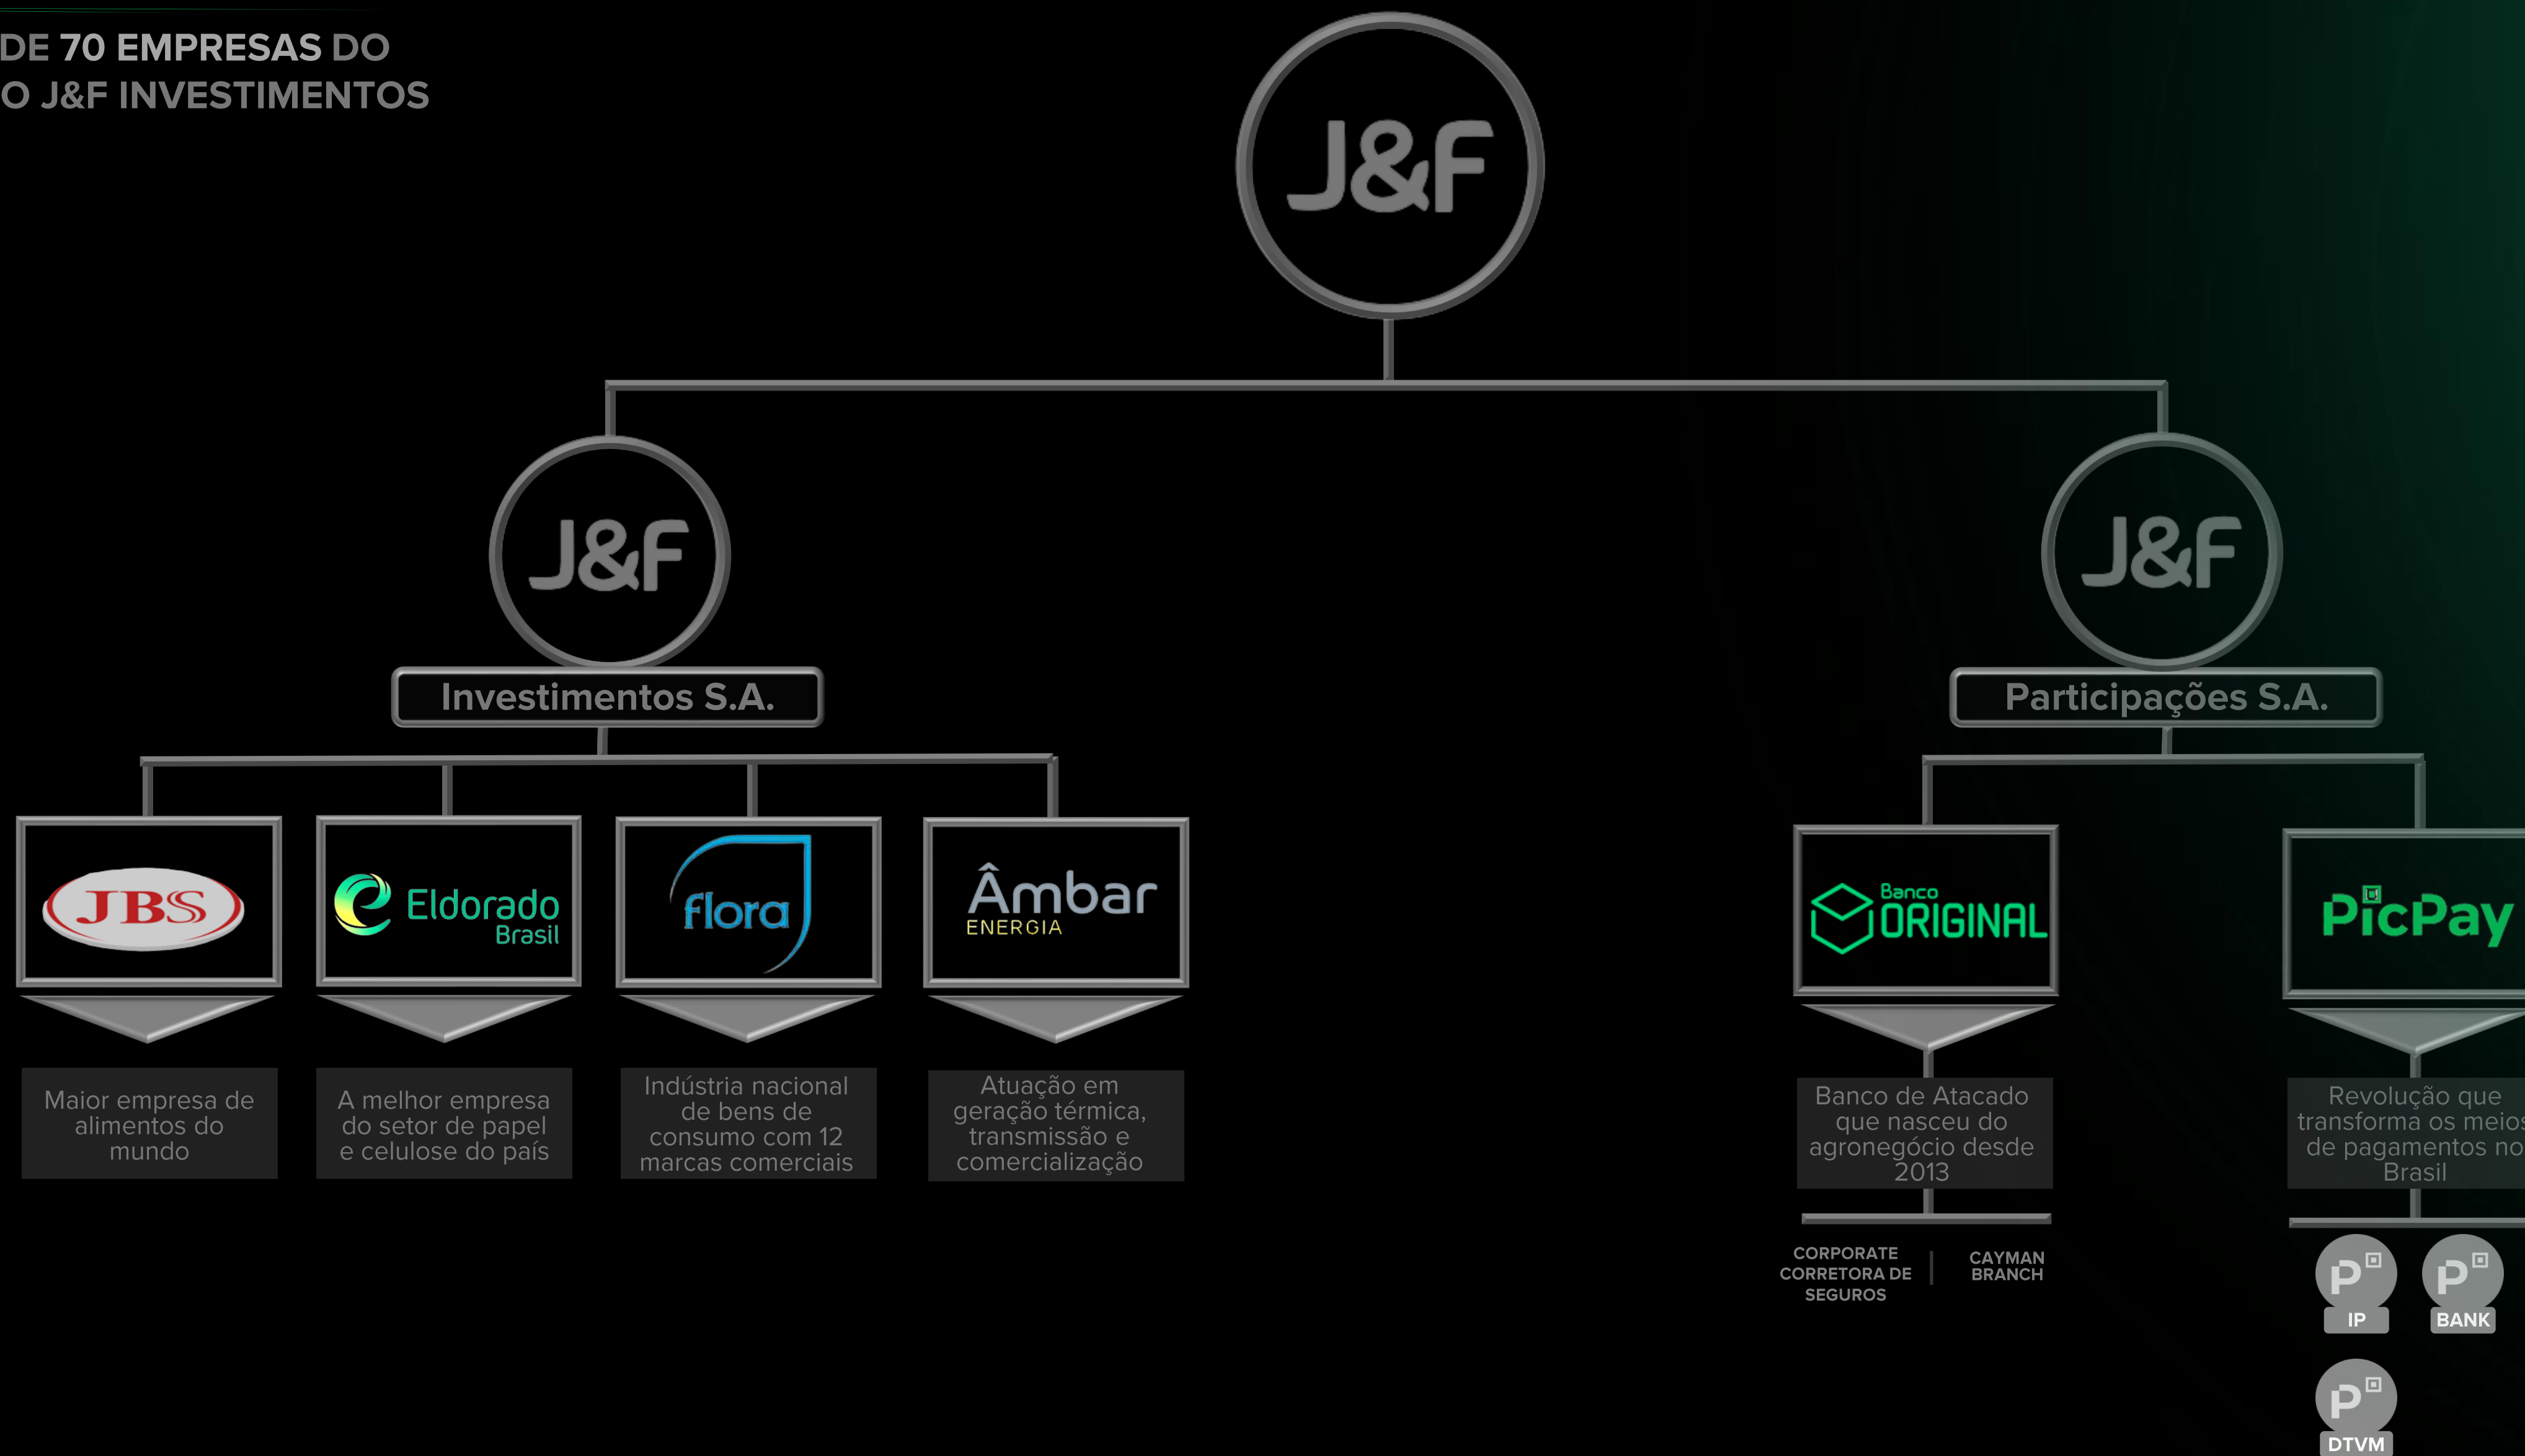 DE 70 EMPRESAS DO
O J&F INVESTIMENTOS
J&F
J&F
J&F
Investimentos S.A.
Participações S.A.
JBS
Eldorado
Brasil
flora
Âmbar
ENERGIA
Banco
ORIGINAL
PicPay
Maior empresa de
alimentos do
mundo
A melhor empresa
do setor de papel
e celulose do país
Indústria nacional
de bens de
consumo com 12
marcas comerciais
Atuação em
geração térmica,
transmissão e
comercialização
Banco de Atacado
que nasceu do
agronegócio desde
2013
Revolução que
transforma os meios
de pagamentos no
Brasil
CORPORATE
CORRETORA DE
SEGUROS
CAYMAN
BRANCH
P
IP
P
BANK
P
DTVM